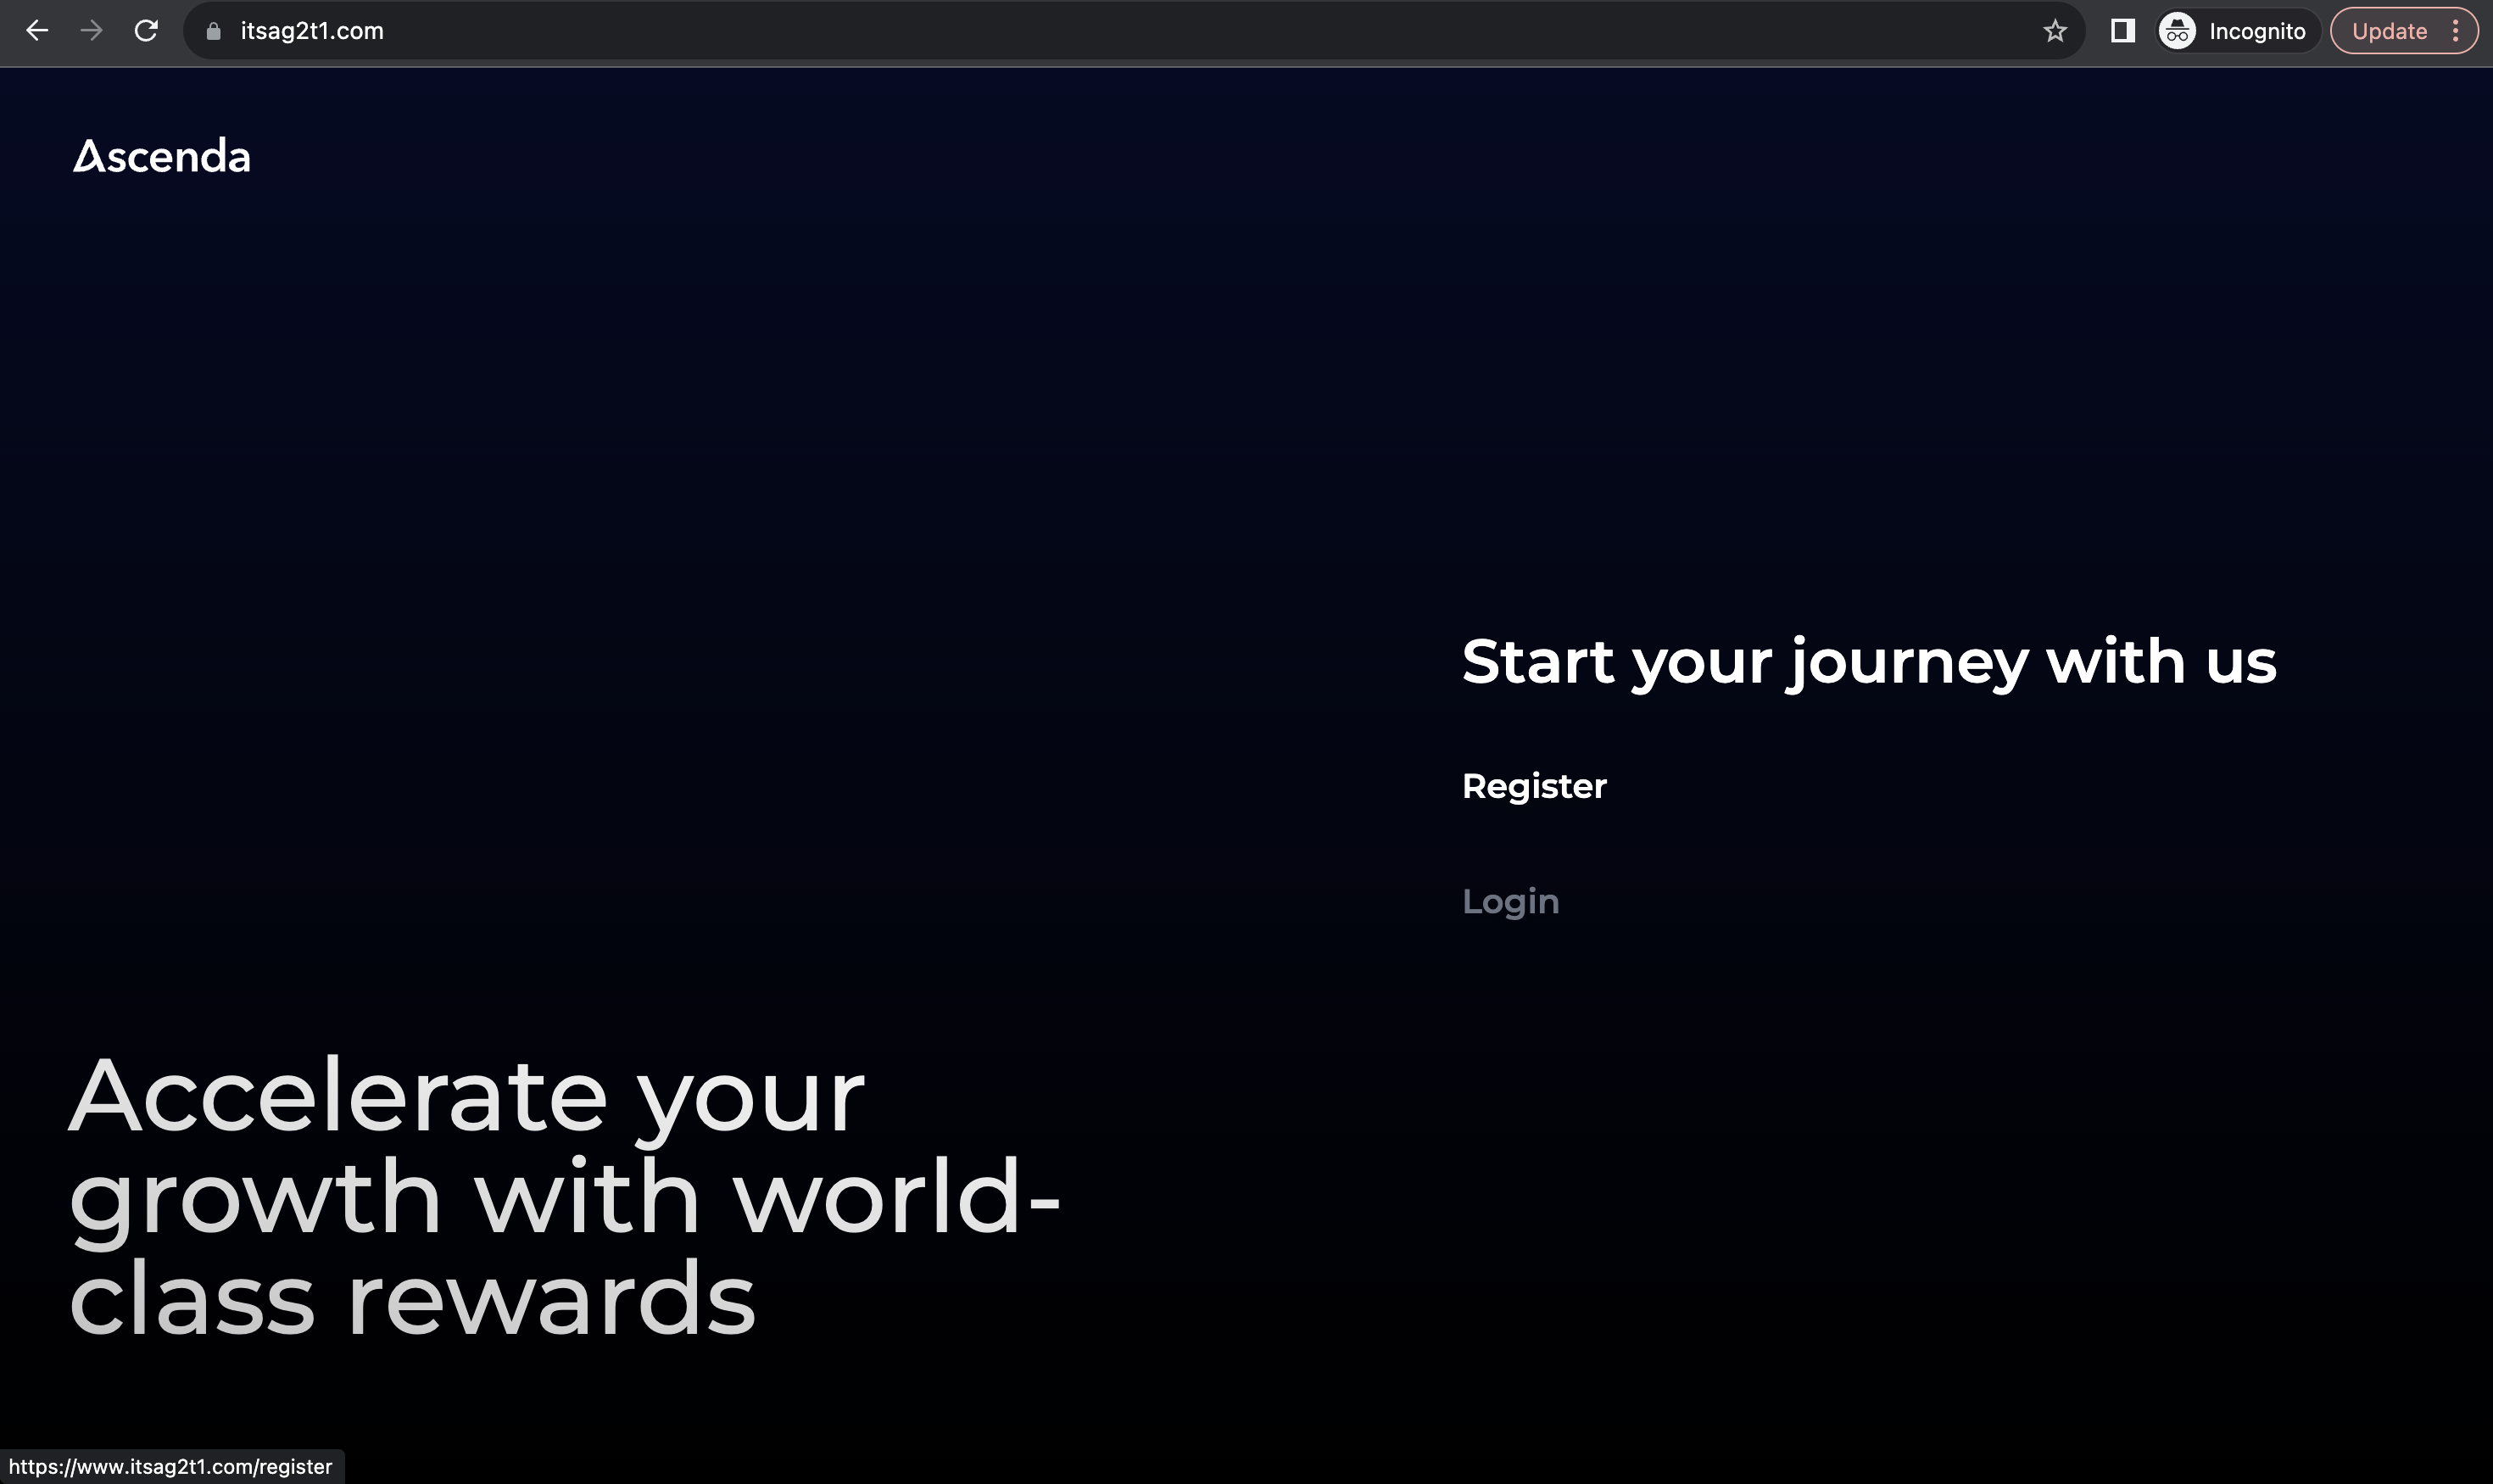 itsag2t1.com
Incognito
Update
Ascenda
Start your journey with us
Register
Login
Accelerate your
growth with world-
class rewards
https://www.itsag2t1.com/register